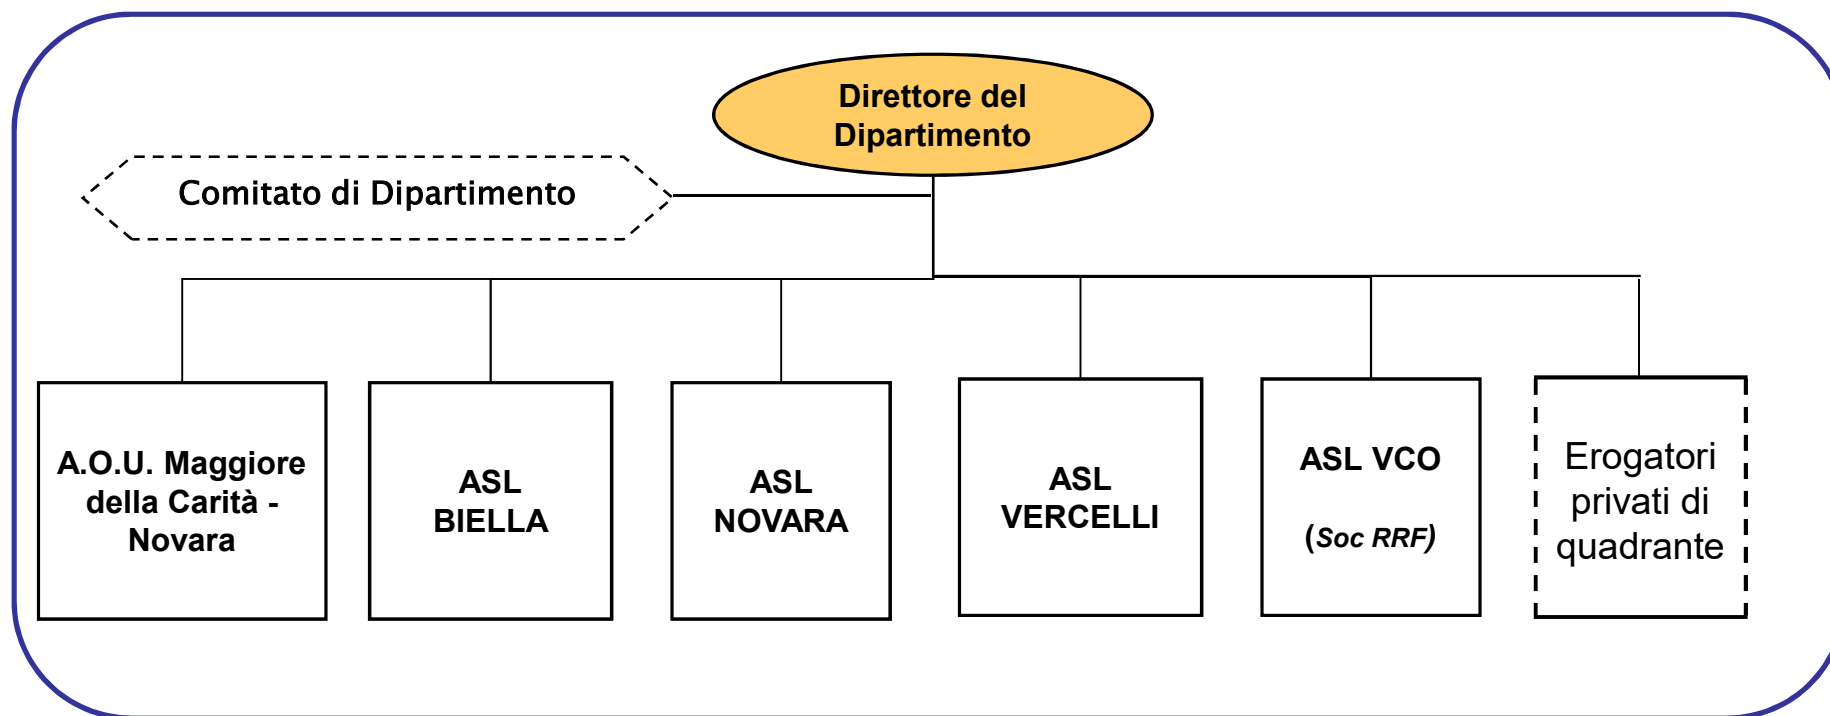 Direttore del
Dipartimento
Comitato di Dipartimento
A.O.U. Maggiore
della Carità -
Novara
ASL
BIELLA
ASL
NOVARA
ASL
VERCELLI
ASL VCO
(Soc RRF)
Erogatori
privati di
quadrante